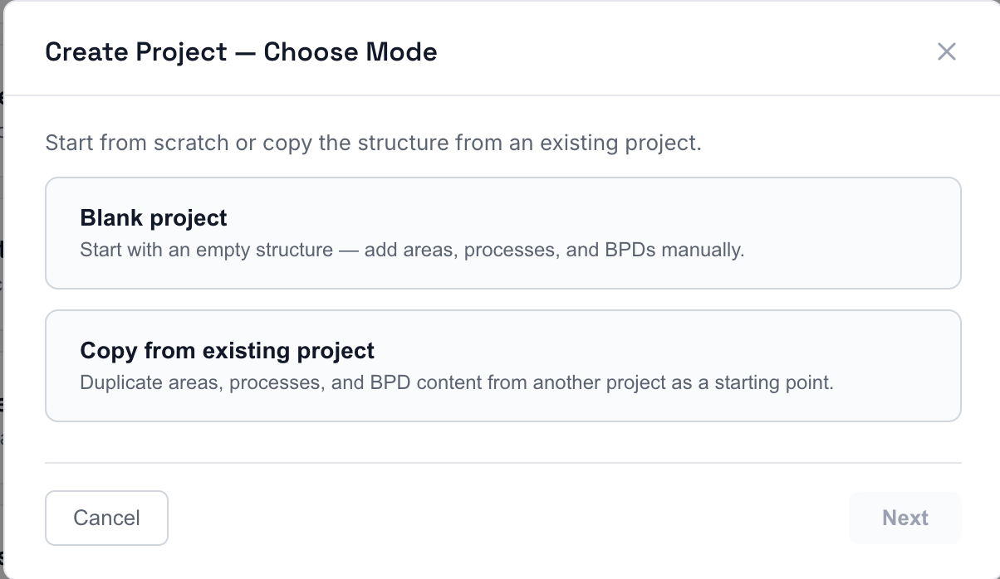 Create Project — Choose Mode
Start from scratch or copy the structure from an existing project.
Blank project
Start with an empty structure — add areas, processes, and BPDs manually.
Copy from existing project
Duplicate areas, processes, and BPD content from another project as a starting point.
Cancel
Next